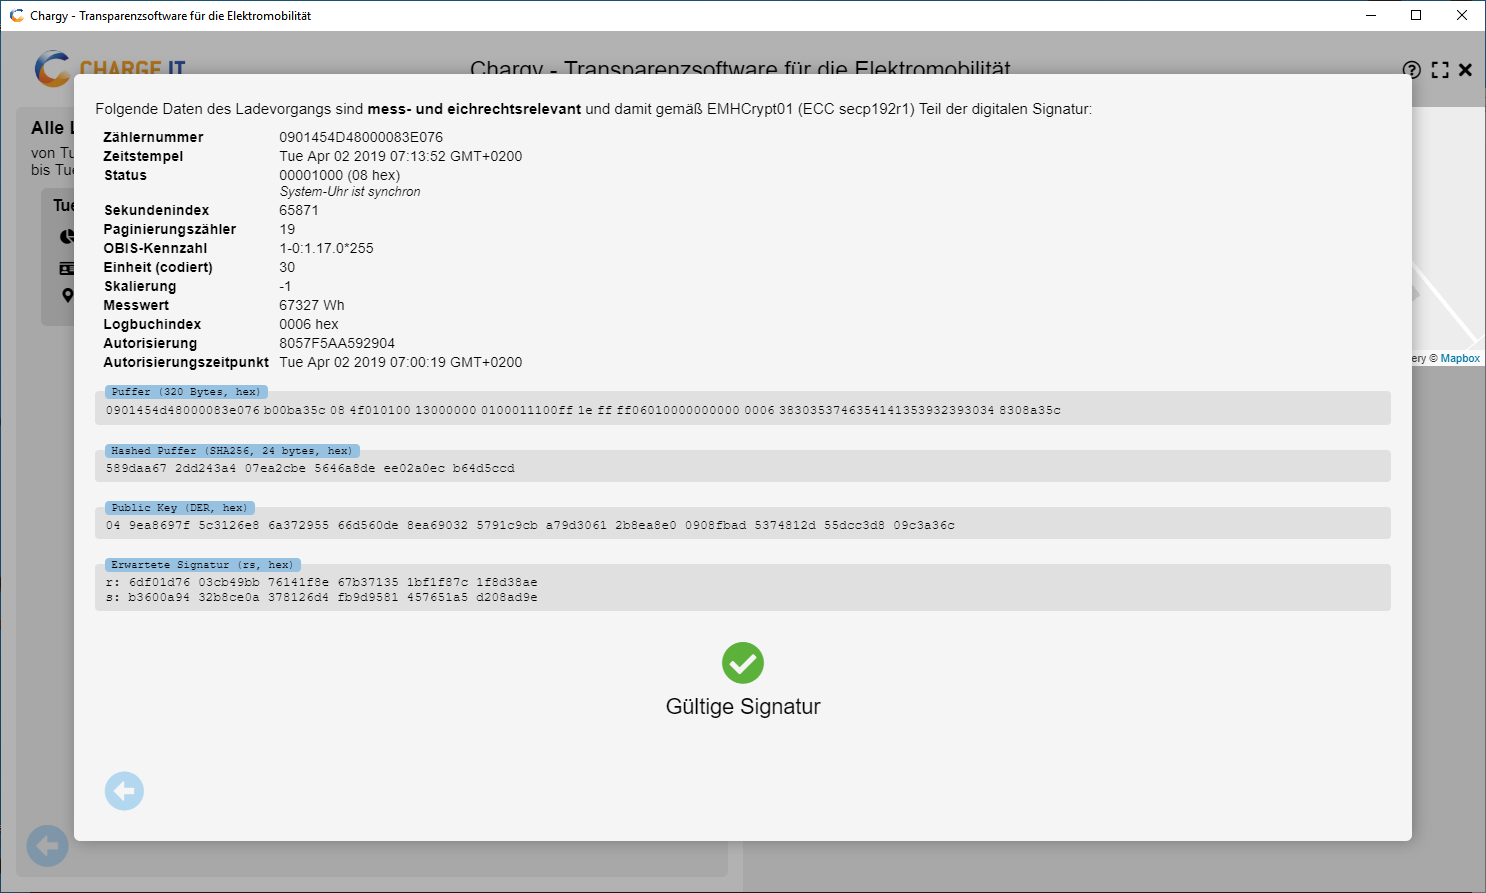 Chargy - Transparenzsoftware für die Elektromobilität
CHARGE IT
Chargy - Transparenzsoftware für die Elektromobilität
Alle
von Tu
bis Tue
Tue
Folgende Daten des Ladevorgangs sind mess- und eichrechtsrelevant und damit gemäß EMHCrypt01 (ECC secp192r1) Teil der digitalen Signatur:
Zählernummer 0901454D48000083E076
Zeitstempel Tue Apr 02 2019 07:13:52 GMT+0200
Status 00001000 (08 hex)
System-Uhr ist synchron
Sekundenindex 65871
Paginierungszähler 19
OBIS-Kennzahl 1-0:1.17.0*255
Einheit (codiert) 30
Skalierung -1
Messwert 67327 Wh
Logbuchindex 0006 hex
Autorisierung 8057F5AA592904
Autorisierungszeitpunkt Tue Apr 02 2019 07:00:19 GMT+0200
Puffer (320 Bytes, hex)
0901454d48000083e076 b00ba35c 08 4f010100 13000000 0100011100ff 1e ff ff06010000000000 0006 3830353746354141353932393034 8308a35c
Hashed Puffer (SHA256, 24 bytes, hex)
589daa67 2dd243a4 07ea2cbe 5646a8de ee02a0ec b64d5ccd
Public Key (DER, hex)
04 9ea8697f 5c3126e8 6a372955 66d560de 8ea69032 5791c9cb a79d3061 2b8ea8e0 0908fbad 5374812d 55dcc3d8 09c3a36c
Erwartete Signatur (rs, hex)
r: 6df01d76 03cb49bb 76141f8e 67b37135 1bf1f87c 1f8d38ae
s: b3600a94 32b8ce0a 378126d4 fb9d9581 457651a5 d208ad9e
Gültige Signatur
ery © Mapbox